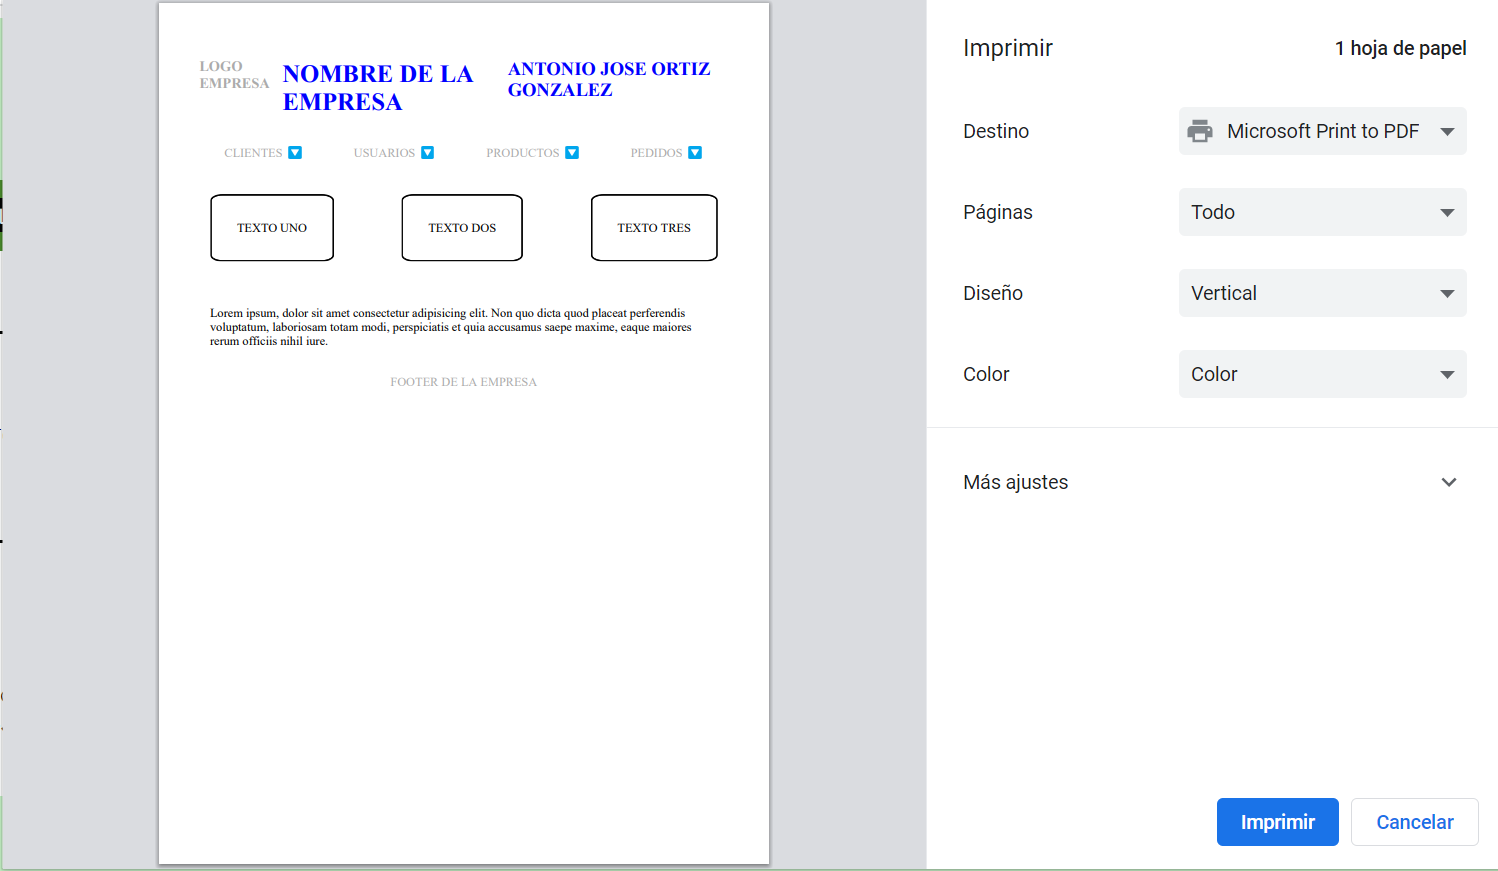 LOGO
EMPRESA
NOMBRE DE LA
EMPRESA
ANTONIO JOSE ORTIZ
GONZALEZ
CLIENTES USUARIOS PRODUCTOS PEDIDOS
TEXTO UNO TEXTO DOS TEXTO TRES
Lorem ipsum, dolor sit amet consectetur adipisicing elit. Non quo dicta quod placeat perferendis
voluptatum, laboriosam totam modi, perspiciatis et quia accusamus saepe maxime, eaque maiores
rerum officiis nihil iure.
FOOTER DE LA EMPRESA
Imprimir 1 hoja de papel
Destino Microsoft Print to PDF
Páginas Todo
Diseño Vertical
Color Color
Más ajustes
Imprimir Cancelar